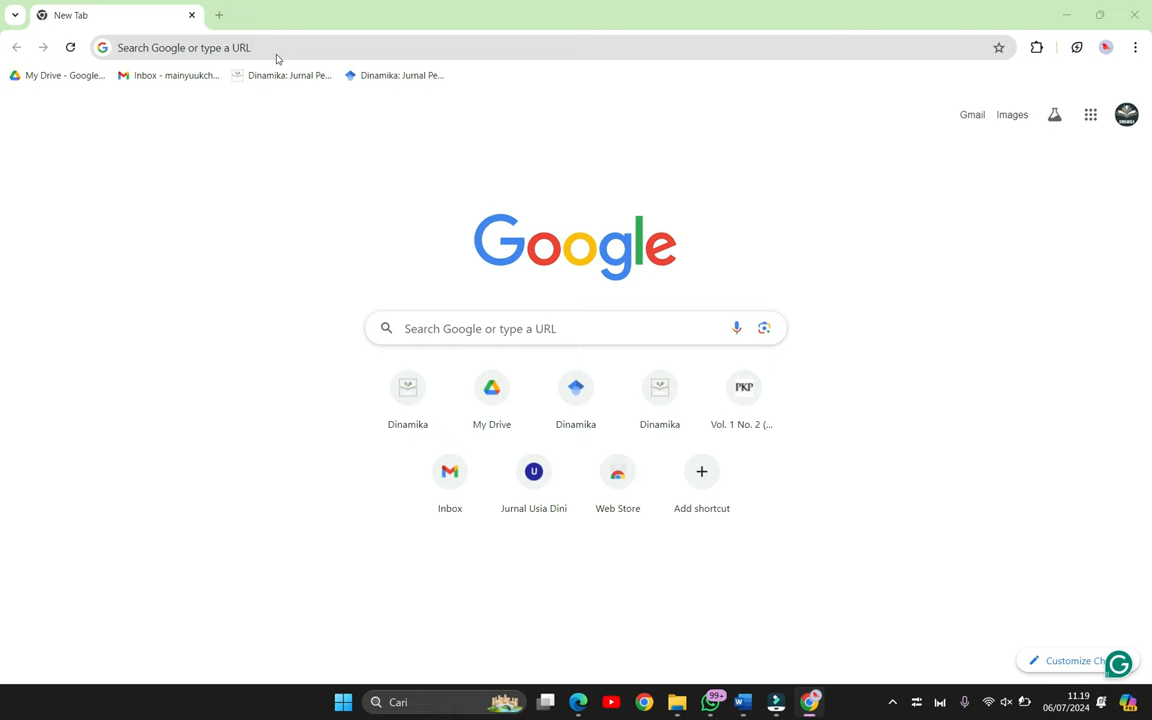 New Tab
Search Google or type a URL
My Drive - Google...
Inbox - mainyuukch...
Dinamika: Jurnal Pe...
Dinamika: Jurnal Pe...
Gmail
Images
Google
Search Google or type a URL
Dinamika
My Drive
Dinamika
Dinamika
PKP
Vol. 1 No. 2 (...
Inbox
U
Jurnal Usia Dini
Web Store
Add shortcut
Customize Ch
Cari
99+
11.19
06/07/2024